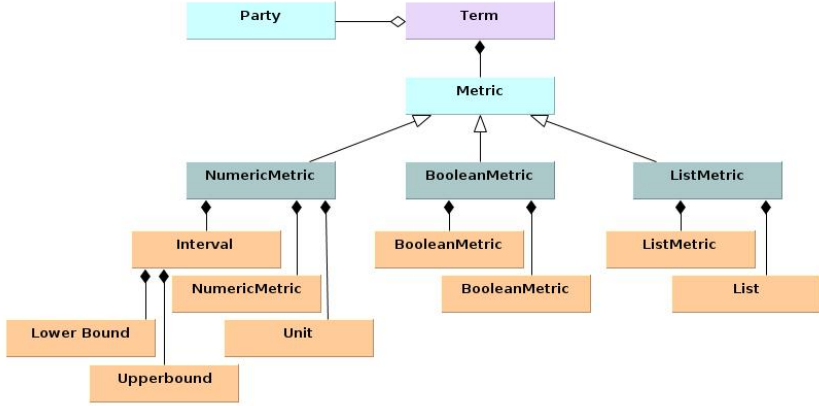 Party
Term
Metric
NumericMetric
BooleanMetric
ListMetric
Interval
BooleanMetric
ListMetric
NumericMetric
BooleanMetric
List
Lower Bound
Unit
Upperbound